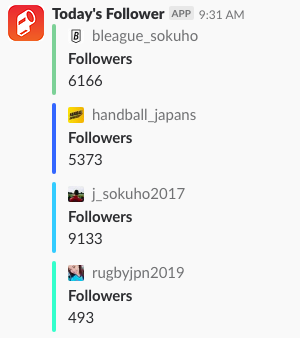 Today's Follower APP 9:31 AM
bleague_sokuho
Followers
6166
handball_japans
Followers
5373
j_sokuho2017
Followers
9133
rugbyjpn2019
Followers
493